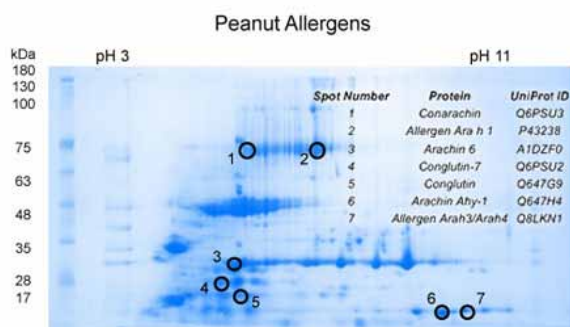 Peanut Allergens
kDa
pH 3
pH 11
180
130
100
75
63
48
35
28
17
Spot Number Protein UniProt ID
1 Conarachin Q6PSU3
2 Allergen Ara h 1 P43238
3 Arachin 6 A1DZF0
4 Conglutin-7 Q6PSU2
5 Conglutin Q647G9
6 Arachin Ahy-1 Q647H4
7 Allergen Arah3/Arah4 Q8LKN1
1 2
3
4
5
6 7